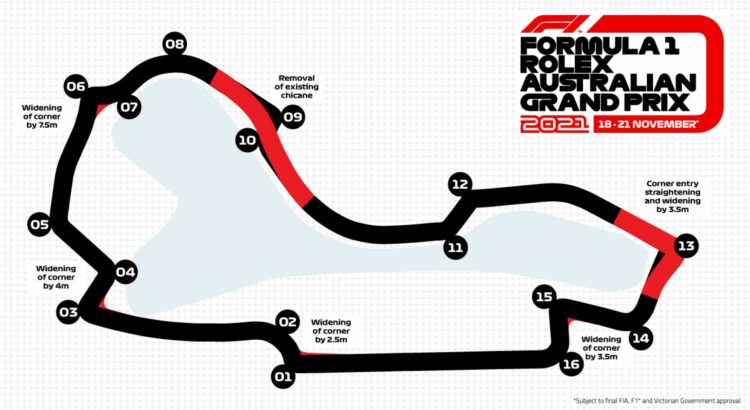 F1
FORMULA 1
ROLEX
AUSTRALIAN
GRAND PRIX
2021 18 - 21 NOVEMBER*
08
06
07
Widening
of corner
by 7.5m
Removal
of existing
chicane
09
10
12
Corner entry
straightening
and widening
by 3.5m
05
11
13
04
Widening
of corner
by 4m
03
02
Widening
of corner
by 2.5m
15
14
Widening
of corner
by 3.5m
01
16
*Subject to final FIA, F1* and Victorian Government approval.